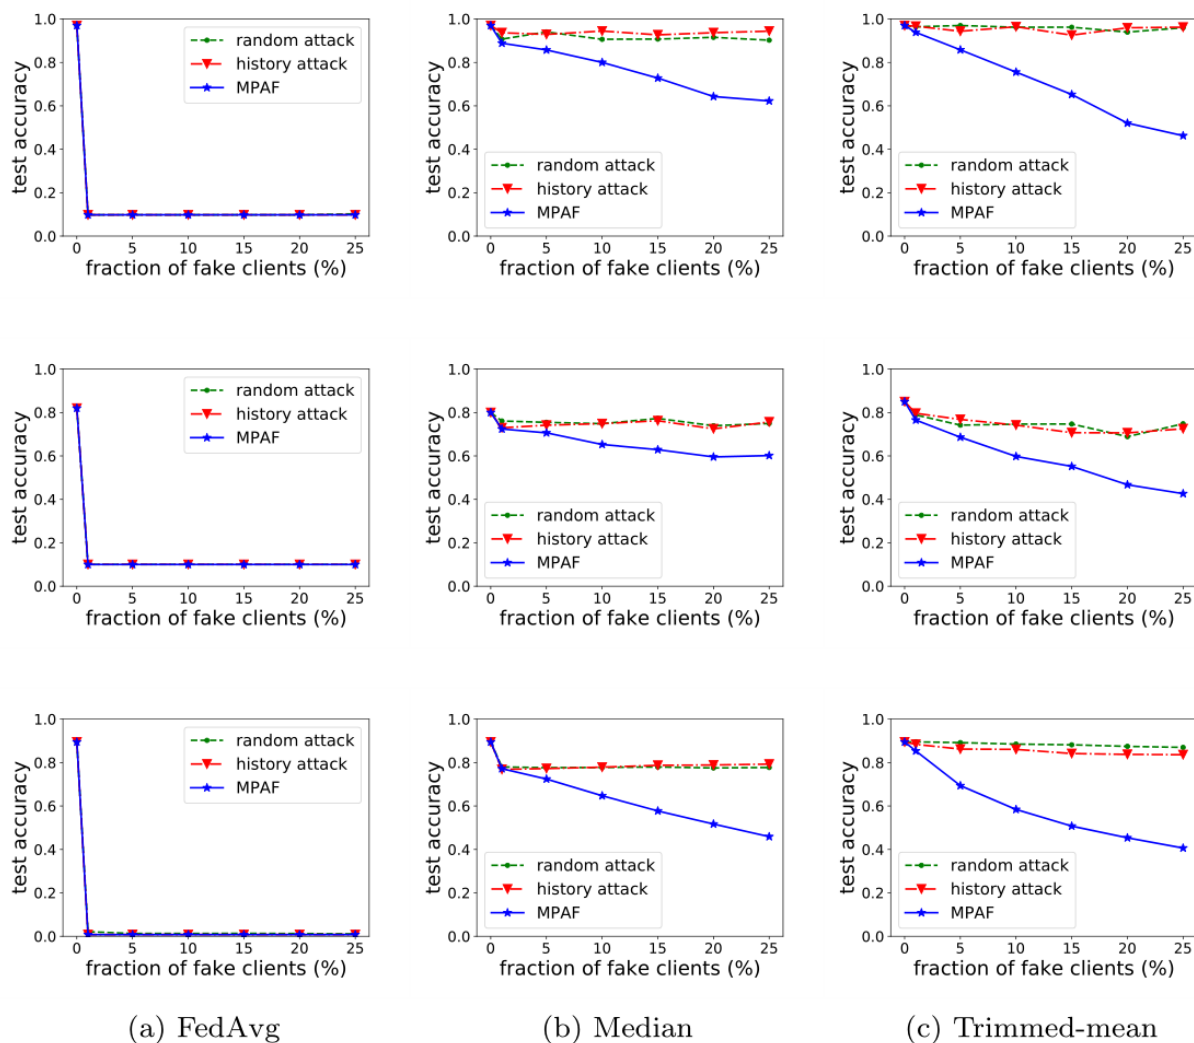 1.0
0.8
0.6
0.4
0.2
0.0
test accuracy
random attack
history attack
MPAF
0 5 10 15 20 25
fraction of fake clients (%)
1.0
0.8
0.6
0.4
0.2
0.0
test accuracy
random attack
history attack
MPAF
0 5 10 15 20 25
fraction of fake clients (%)
1.0
0.8
0.6
0.4
0.2
0.0
test accuracy
random attack
history attack
MPAF
0 5 10 15 20 25
fraction of fake clients (%)
1.0
0.8
0.6
0.4
0.2
0.0
test accuracy
random attack
history attack
MPAF
0 5 10 15 20 25
fraction of fake clients (%)
1.0
0.8
0.6
0.4
0.2
0.0
test accuracy
random attack
history attack
MPAF
0 5 10 15 20 25
fraction of fake clients (%)
1.0
0.8
0.6
0.4
0.2
0.0
test accuracy
random attack
history attack
MPAF
0 5 10 15 20 25
fraction of fake clients (%)
1.0
0.8
0.6
0.4
0.2
0.0
test accuracy
random attack
history attack
MPAF
0 5 10 15 20 25
fraction of fake clients (%)
1.0
0.8
0.6
0.4
0.2
0.0
test accuracy
random attack
history attack
MPAF
0 5 10 15 20 25
fraction of fake clients (%)
1.0
0.8
0.6
0.4
0.2
0.0
test accuracy
random attack
history attack
MPAF
0 5 10 15 20 25
fraction of fake clients (%)
(a) FedAvg
(b) Median
(c) Trimmed-mean